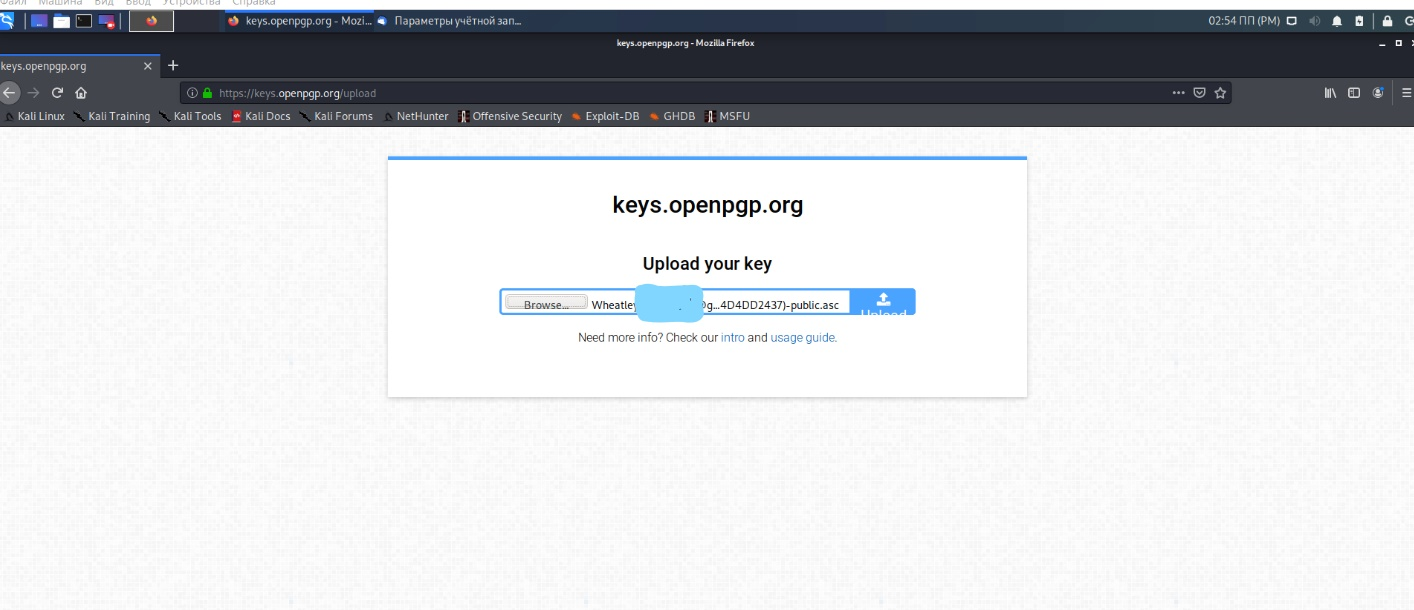 Файл Машина Вид Ввод Устройства Справка
keys.openpgp.org - Mozi... Параметры учётной зап... 02:54 ПП (PM)
keys.openpgp.org - Mozilla Firefox
keys.openpgp.org
https://keys.openpgp.org/upload
Kali Linux Kali Training Kali Tools Kali Docs Kali Forums NetHunter Offensive Security Exploit-DB GHDB MSFU
keys.openpgp.org
Upload your key
Browse... Wheatley @g...4D4DD2437)-public.asc Upload
Need more info? Check our intro and usage guide.